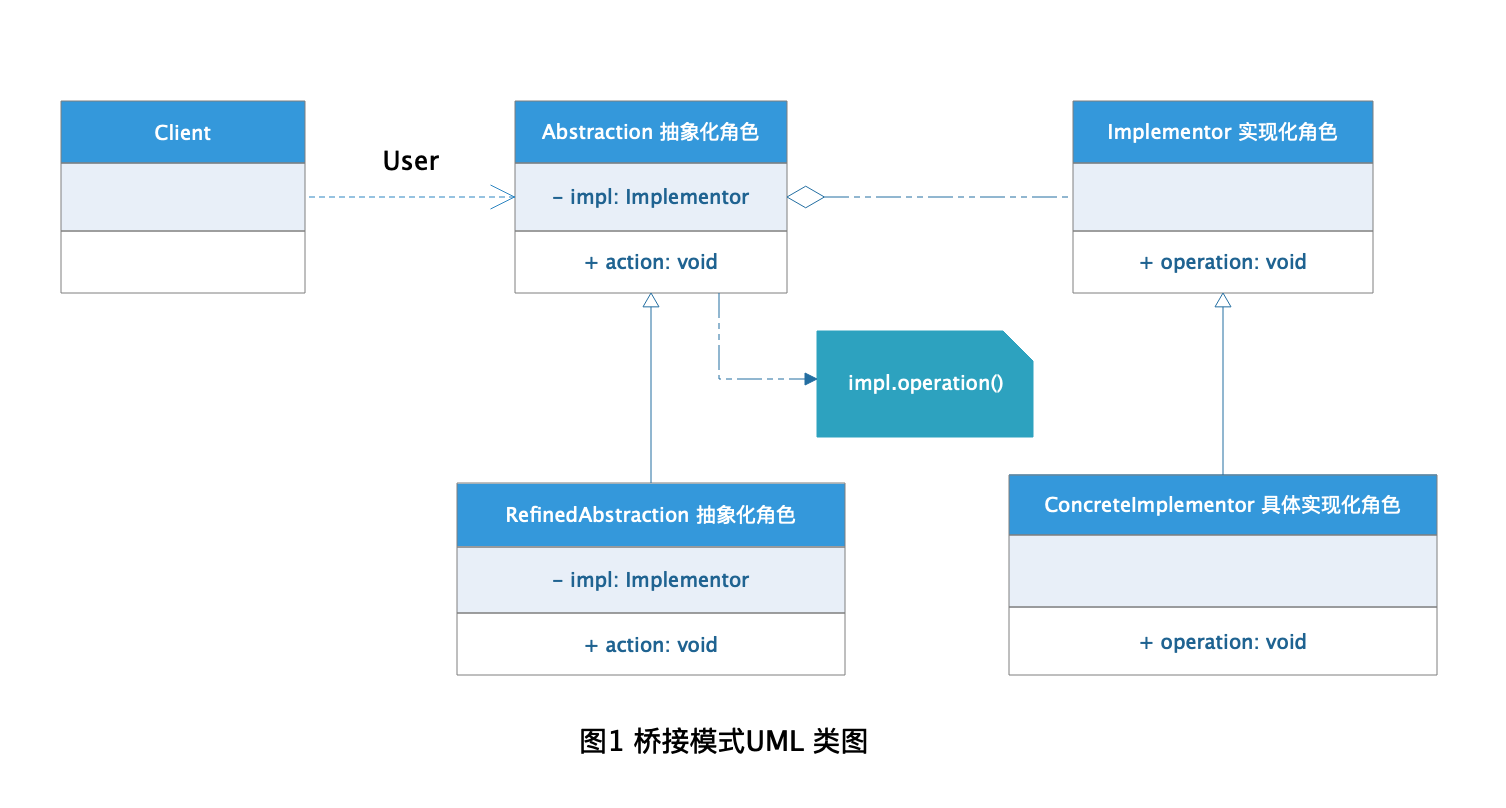 Client
User
Abstraction 抽象化角色
- impl: Implementor
+ action: void
Implementor 实现化角色
+ operation: void
impl.operation()
RefinedAbstraction 抽象化角色
- impl: Implementor
+ action: void
ConcreteImplementor 具体实现化角色
+ operation: void
图1 桥接模式UML 类图